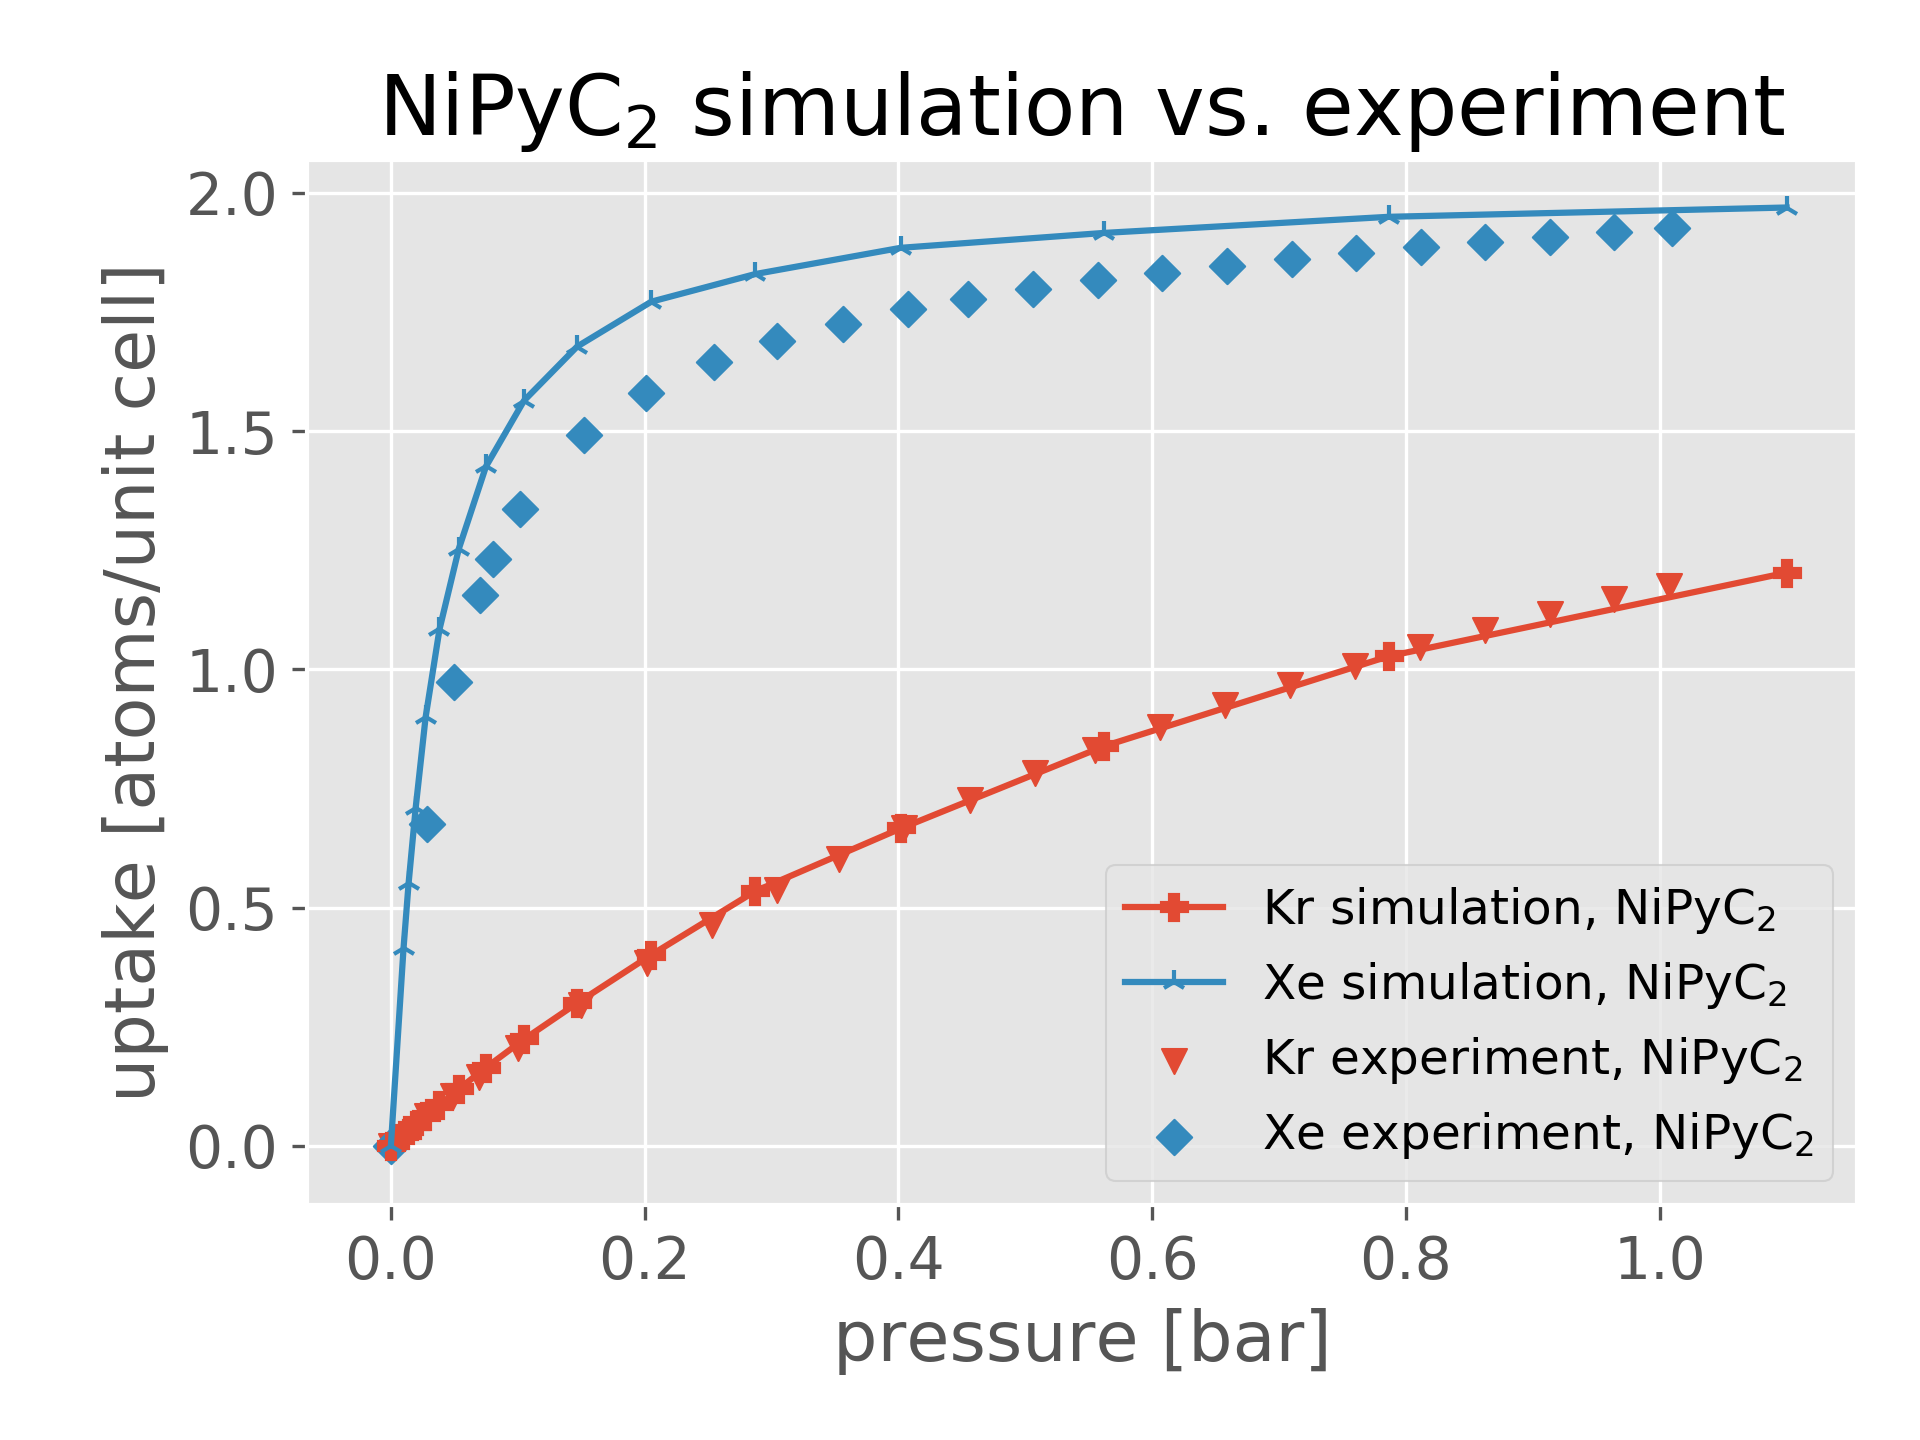 NiPyC₂ simulation vs. experiment
2.0
1.5
1.0
0.5
0.0
uptake [atoms/unit cell]
Kr simulation, NiPyC₂
Xe simulation, NiPyC₂
Kr experiment, NiPyC₂
Xe experiment, NiPyC₂
0.0 0.2 0.4 0.6 0.8 1.0
pressure [bar]